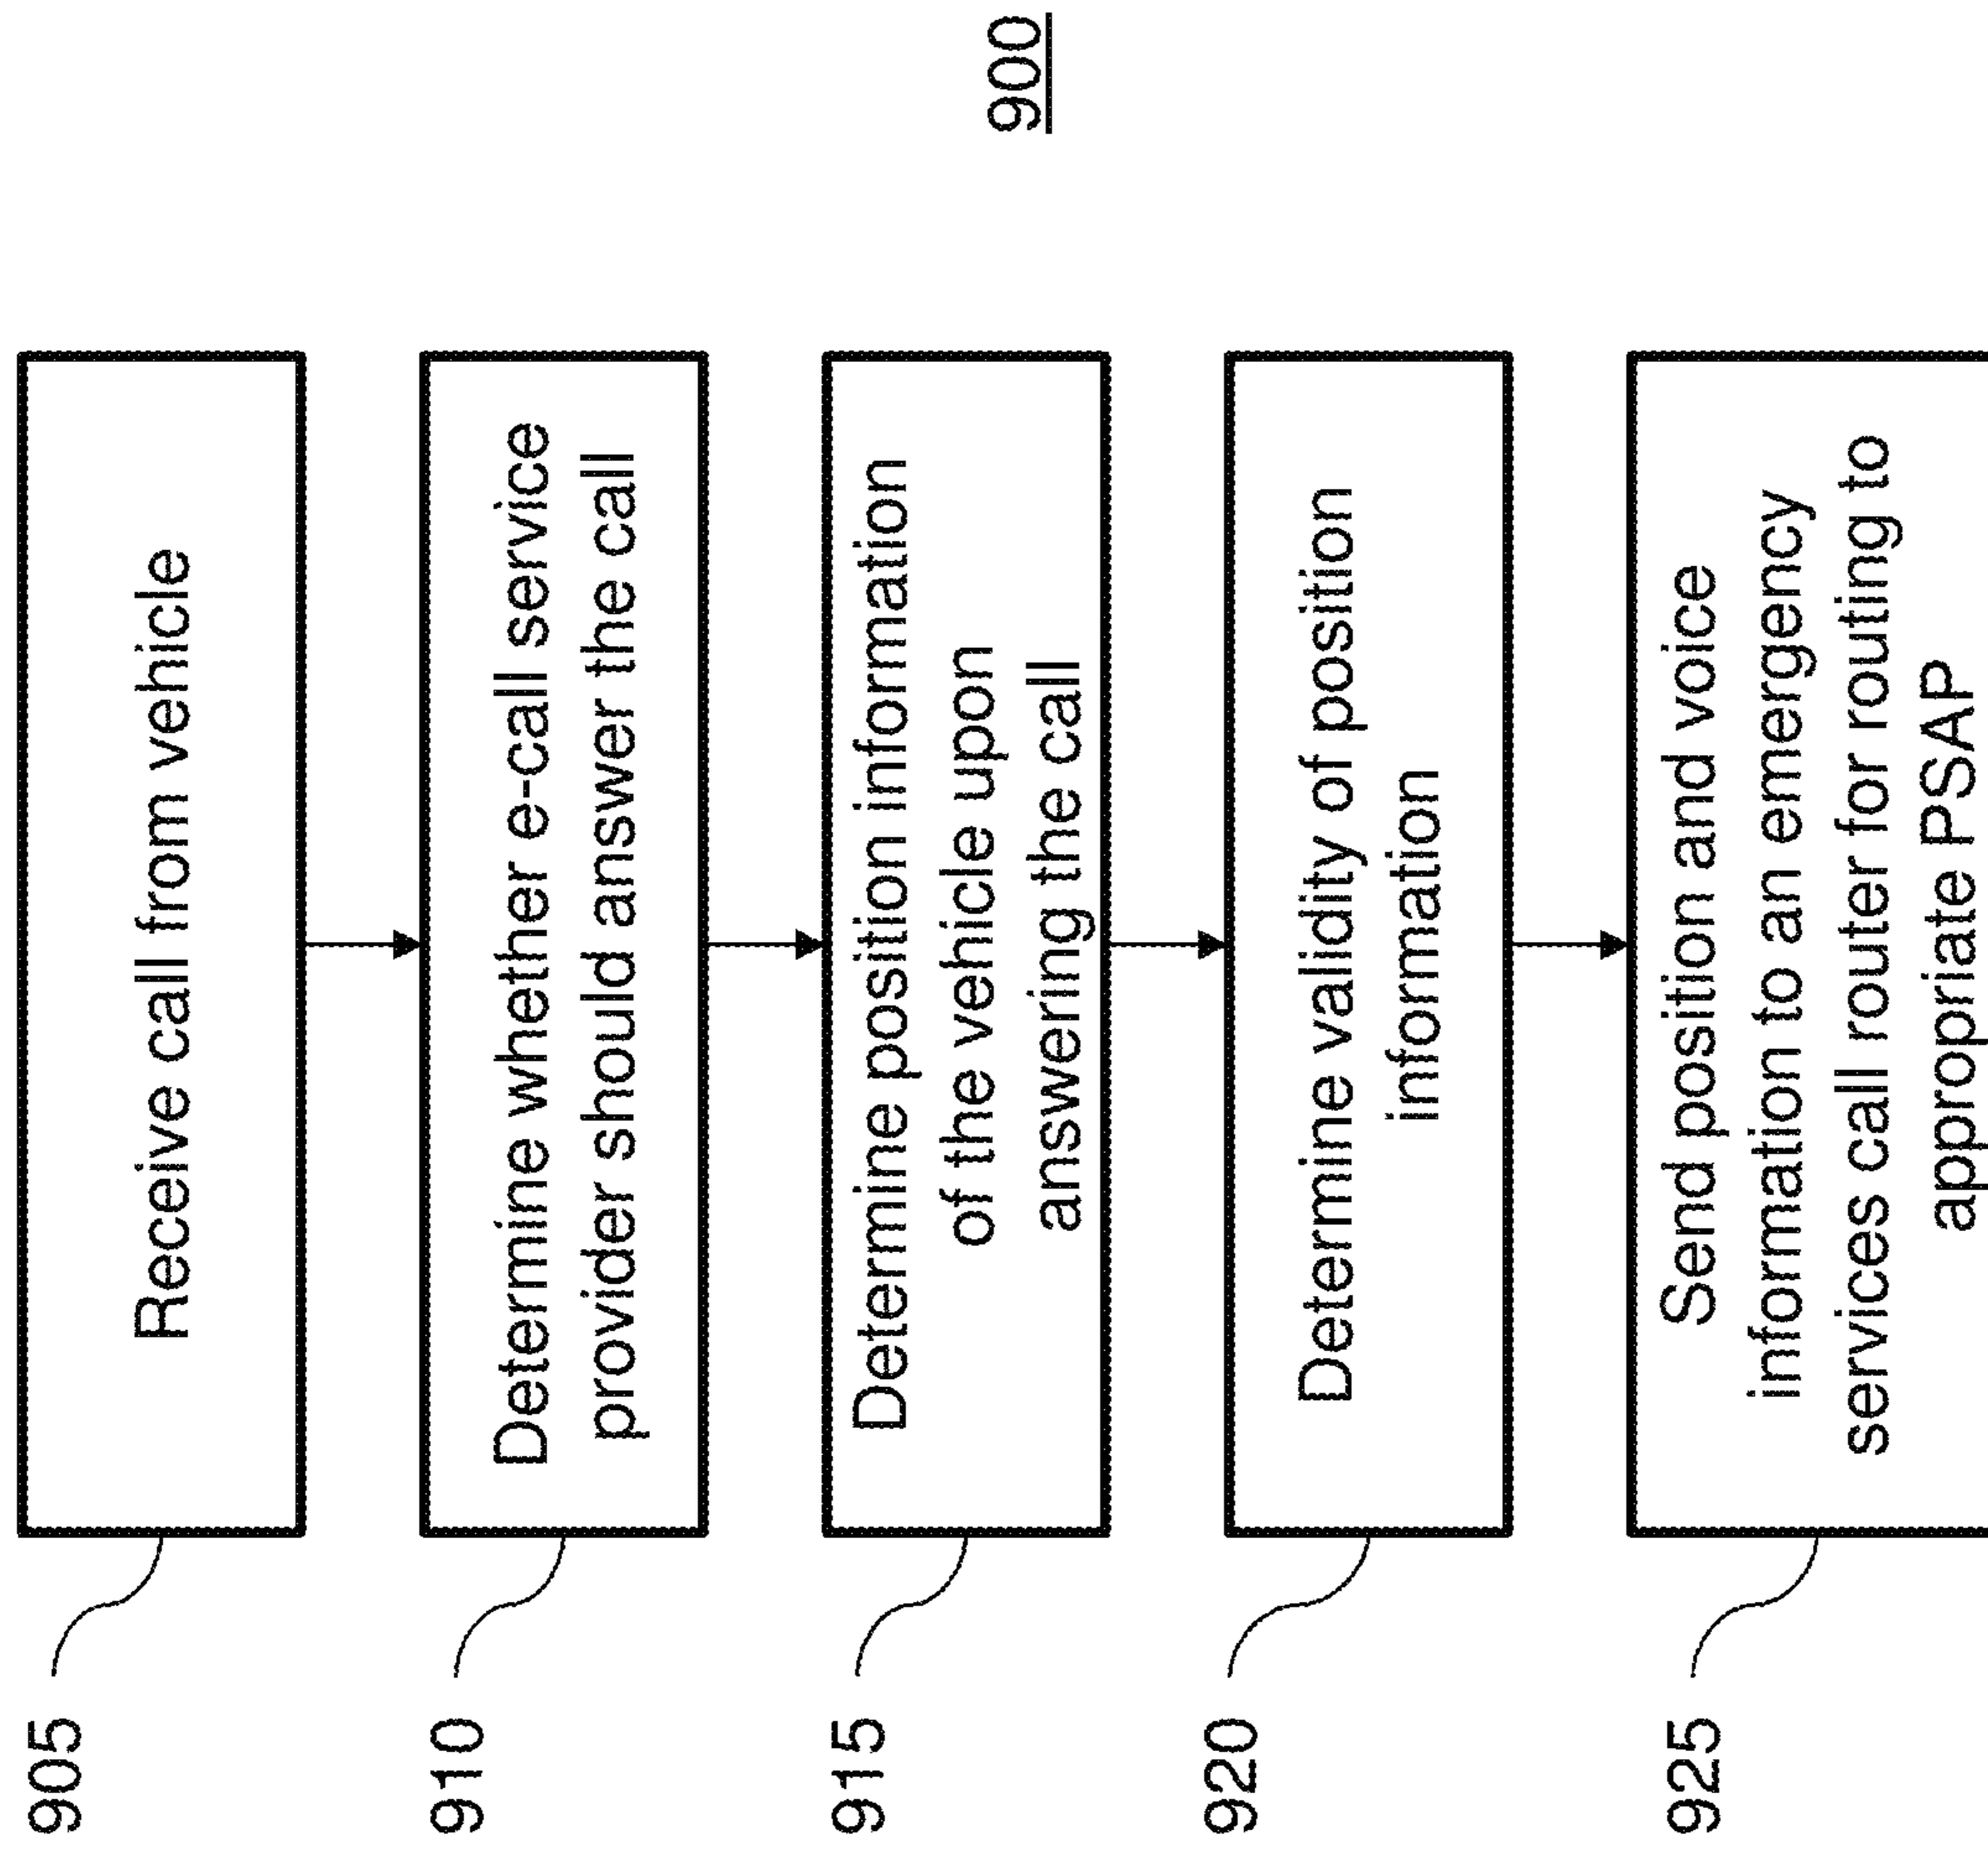 905
Receive call from vehicle
910
Determine whether e-call service
provider should answer the call
915
Determine position information
of the vehicle upon
answering the call
920
Determine validity of position
information
925
Send position and voice
information to an emergency
services call router for routing to
appropriate PSAP
900